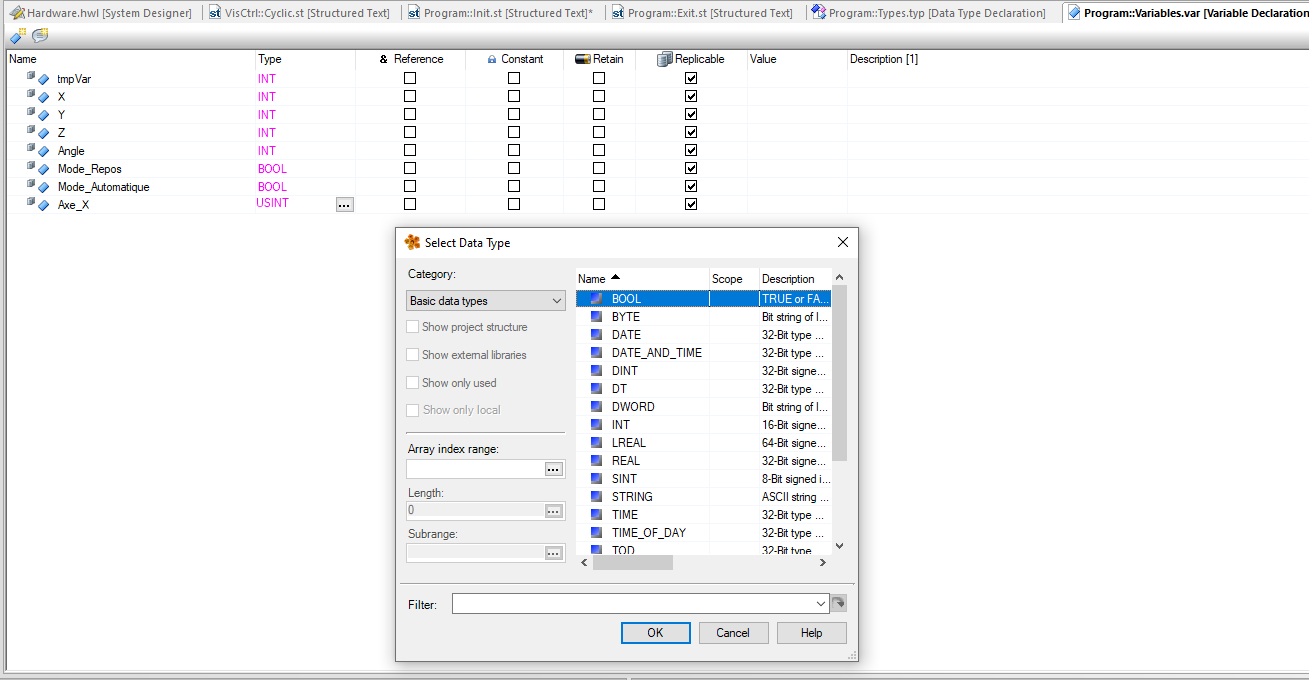 Hardware.hwl [System Designer] VisCtrl::Cyclic.st [Structured Text] Program::Init.st [Structured Text]* Program::Exit.st [Structured Text] Program::Types.typ [Data Type Declaration] Program::Variables.var [Variable Declaration
Name Type & Reference Constant Retain Replicable Value Description [1]
tmpVar INT
X INT
Y INT
Z INT
Angle INT
Mode_Repos BOOL
Mode_Automatique BOOL
Axe_X USINT ...
Select Data Type
Category:
Basic data types
Show project structure
Show external libraries
Show only used
Show only local
Array index range:
...
Length:
0 ...
Subrange:
...
Name Scope Description
BOOL TRUE or FA...
BYTE Bit string of l...
DATE 32-Bit type ...
DATE_AND_TIME 32-Bit type ...
DINT 32-Bit signe...
DT 32-Bit type ...
DWORD Bit string of l...
INT 16-Bit signe...
LREAL 64-Bit signe...
REAL 32-Bit signe...
SINT 8-Bit signed i...
STRING ASCII string ...
TIME 32-Bit type ...
TIME_OF_DAY 32-Bit type ...
TOD 32-Bit type
Filter:
OK Cancel Help